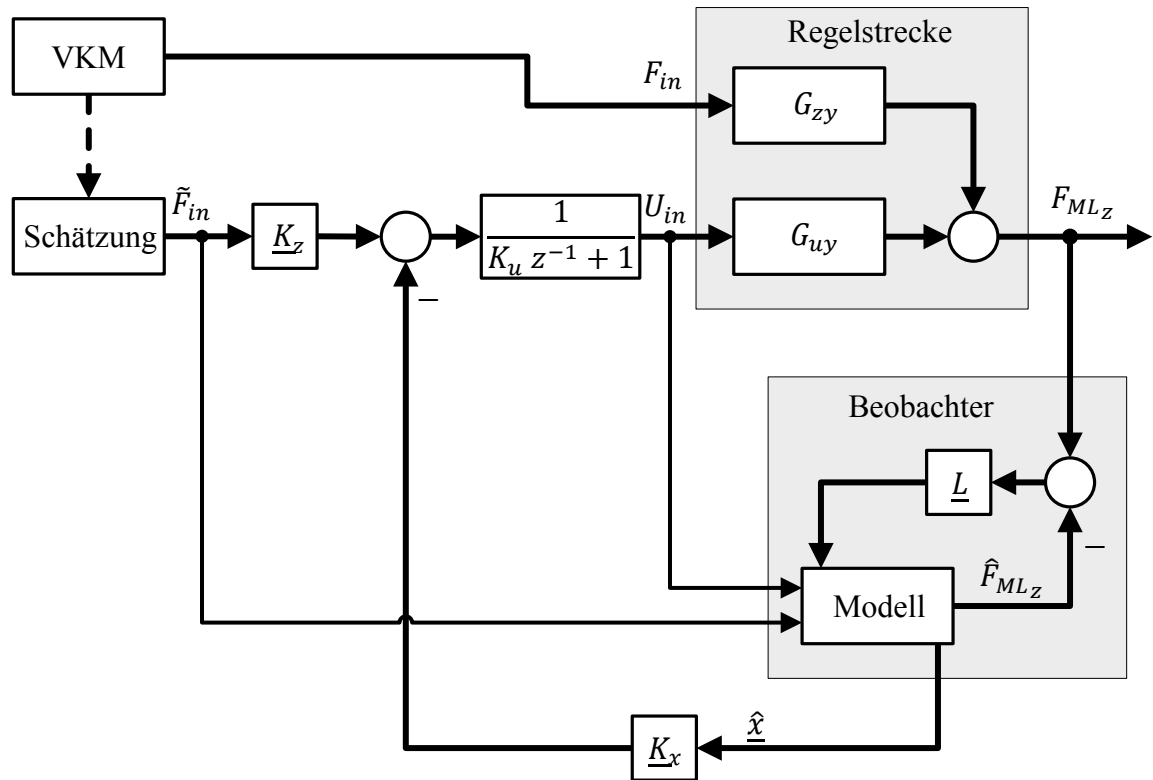 VKM
Regelstrecke
F_in
G_zy
Schätzung
F̃_in
K_z
1
K_u z⁻¹ + 1
U_in
G_uy
F_ML_z
−
Beobachter
L
−
F̂_ML_z
Modell
x̂
K_x